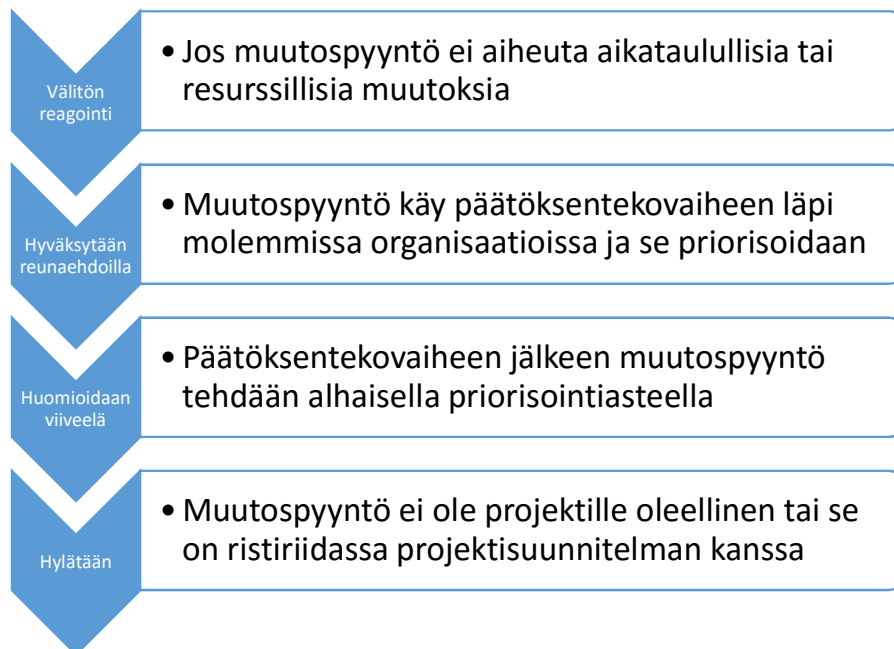 Välitön
reagointi
• Jos muutospyyntö ei aiheuta aikataulullisia tai
resurssillisia muutoksia
Hyväksytään
reunaehdoilla
• Muutospyyntö käy päätöksentekovaiheen läpi
molemmissa organisaatioissa ja se priorisoidaan
Huomioidaan
viiveelä
• Päätöksentekovaiheen jälkeen muutospyyntö
tehdään alhaisella priorisointiasteella
Hylätään
• Muutospyyntö ei ole projektille oleellinen tai se
on ristiriidassa projektisuunnitelman kanssa